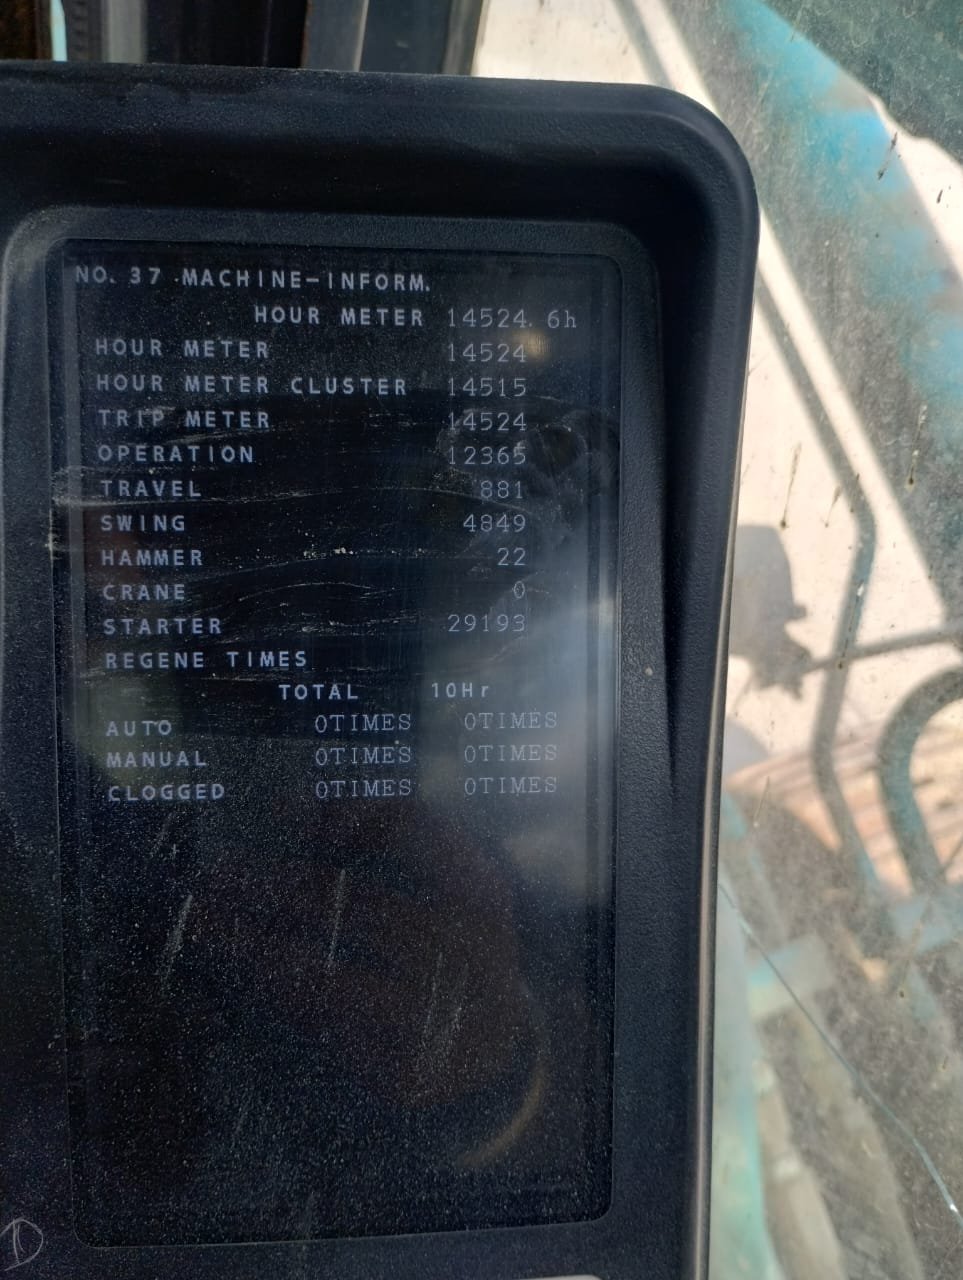 NO. 37 MACHINE-INFORM.
HOUR METER 14524. 6h
HOUR METER 14524
HOUR METER CLUSTER 14515
TRIP METER 14524
OPERATION 12365
TRAVEL 881
SWING 4849
HAMMER 22
CRANE 0
STARTER 29193
REGENE TIMES
TOTAL 10Hr
AUTO 0TIMES 0TIMES
MANUAL 0TIMES 0TIMES
CLOGGED 0TIMES 0TIMES